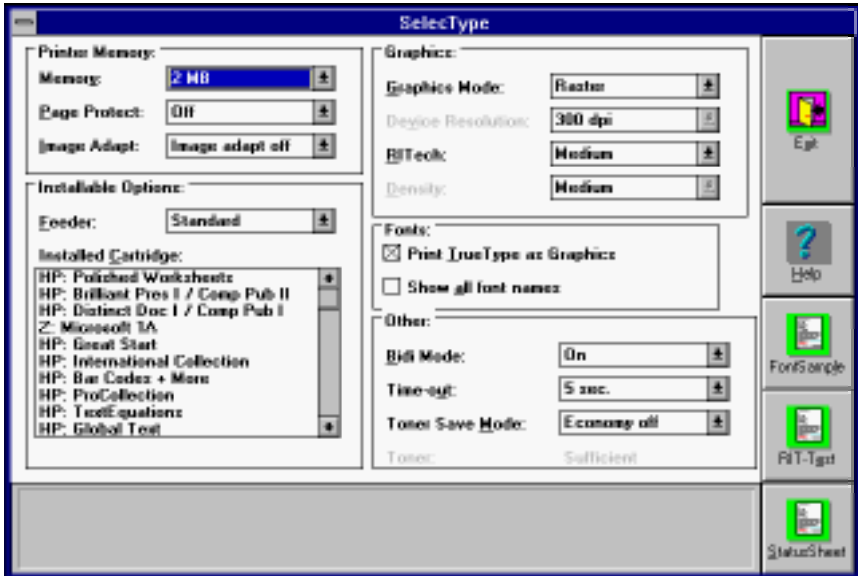 SelecType
Printer Memory:
Memory: 2 MB
Page Protect: Off
Image Adapt: Image adapt off
Installable Options:
Feeder: Standard
Installed Cartridge:
HP: Polished Worksheets
HP: Brilliant Pres I / Comp Pub II
HP: Distinct Doc I / Comp Pub I
Z: Microsoft 1A
HP: Great Start
HP: International Collection
HP: Bar Codes + More
HP: ProCollection
HP: TextEquations
HP: Global Text
Graphics:
Graphics Mode: Raster
Device Resolution: 300 dpi
RITech: Medium
Density: Medium
Fonts:
Print TrueType as Graphics
Show all font names
Other:
Bidi Mode: On
Time-out: 5 sec.
Toner Save Mode: Economy off
Toner: Sufficient
Exit
Help
FontSample
RIT-Test
StatusSheet